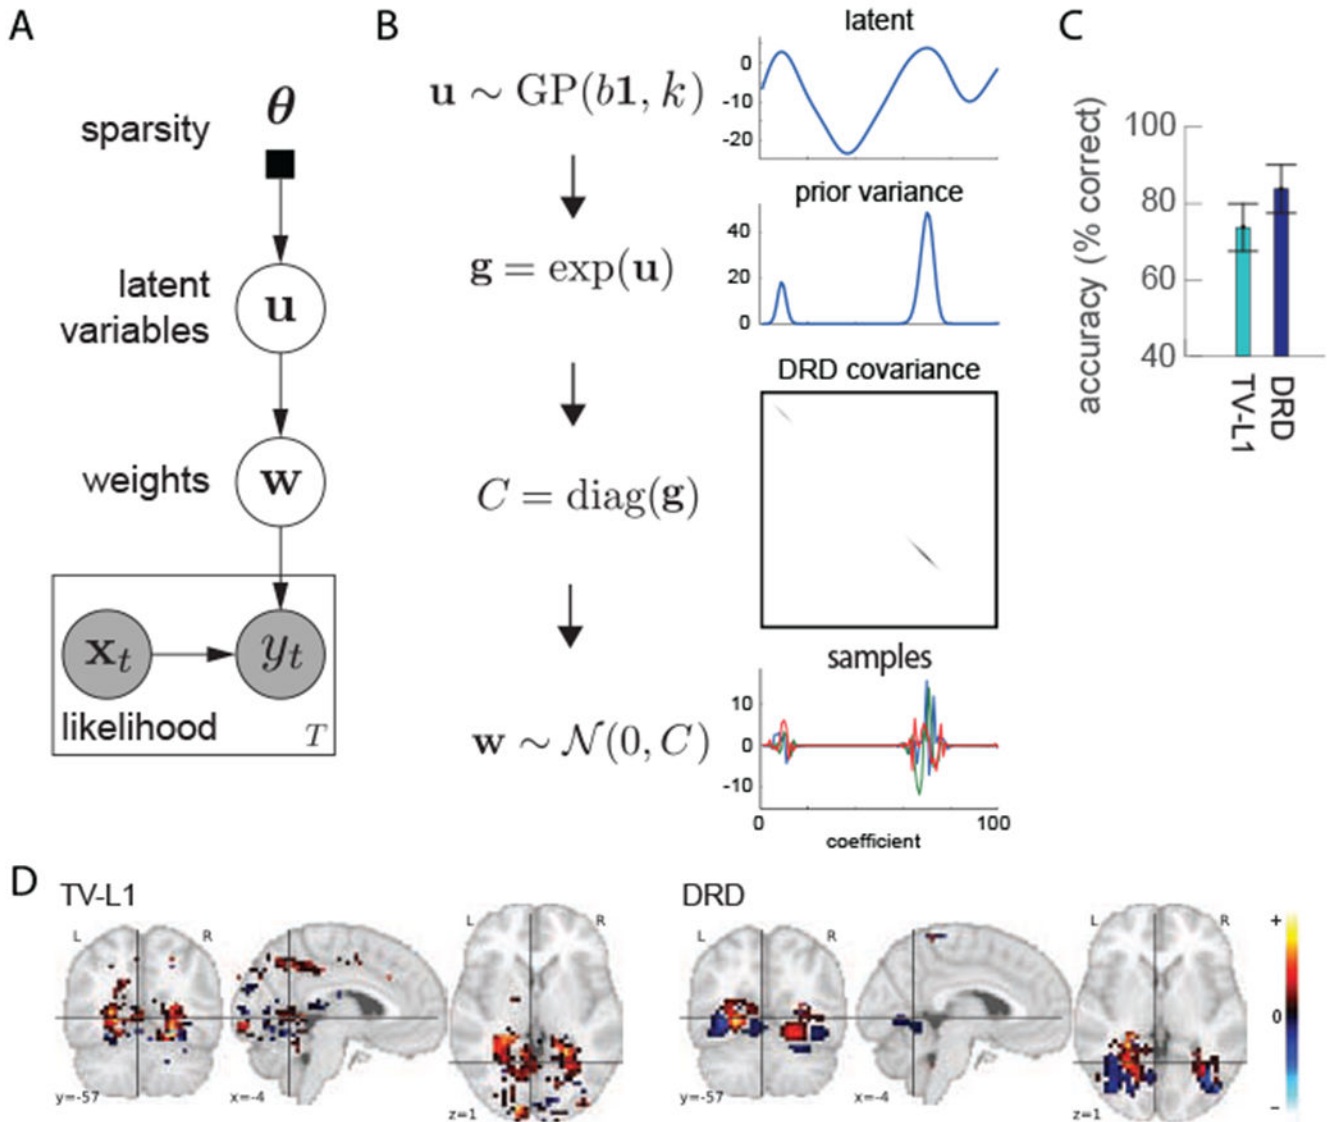 A
θ
sparsity
latent
variables
u
weights
w
x_t
y_t
likelihood
T
B
u ∼ GP(b1, k)
g = exp(u)
C = diag(g)
w ∼ 𝒩(0, C)
latent
0
-10
-20
prior variance
40
20
0
DRD covariance
samples
10
0
-10
0
100
coefficient
C
accuracy (% correct)
100
80
60
40
TV-L1
DRD
D
TV-L1
L
R
y=-57
x=-4
L
R
z=1
DRD
L
R
y=-57
x=-4
L
R
z=1
+
0
−